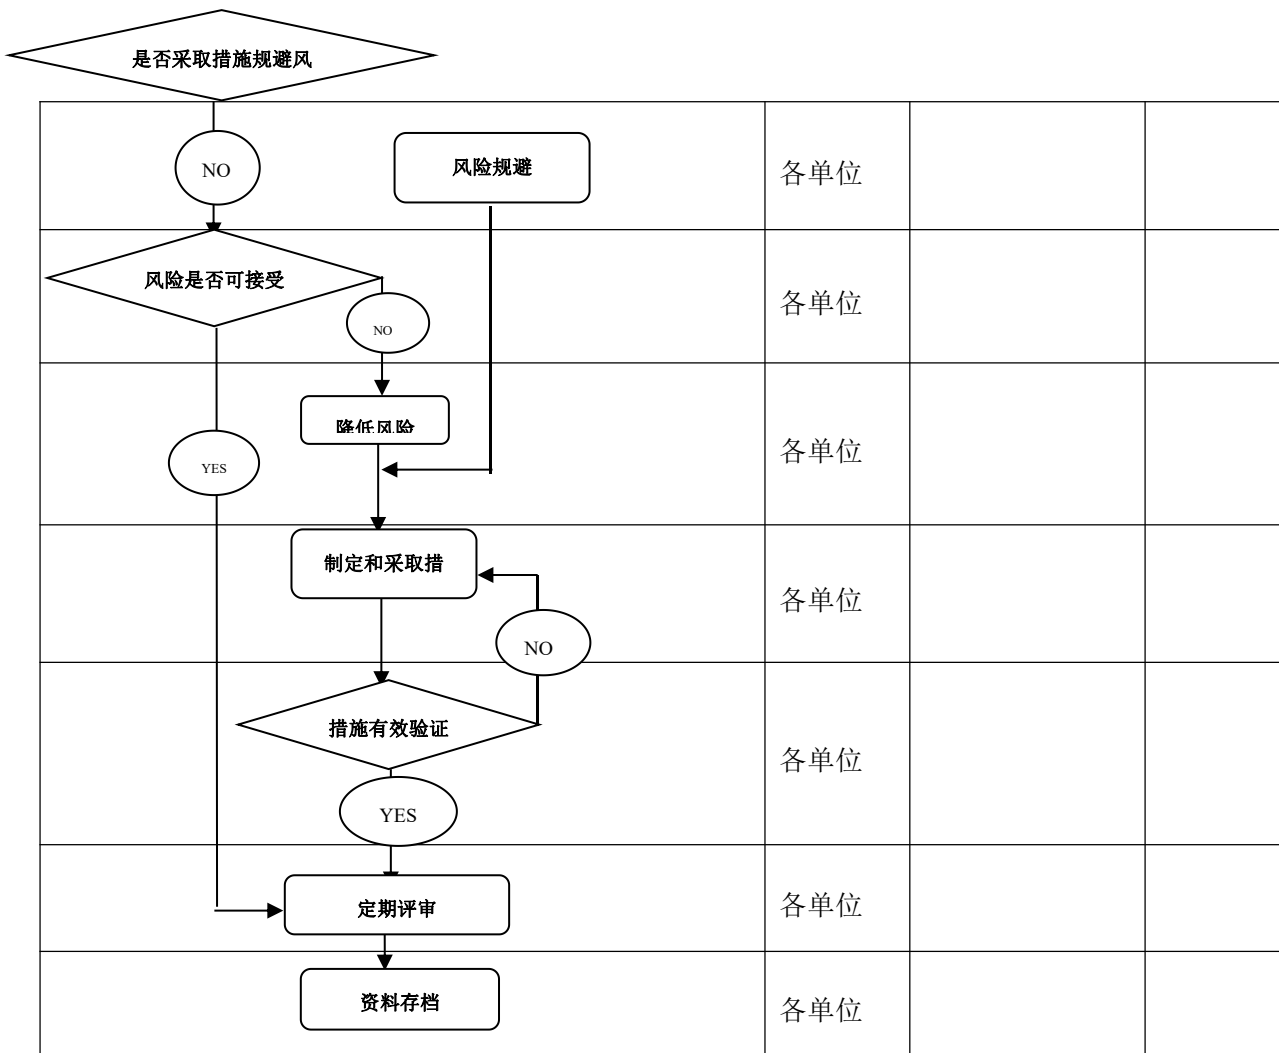 是否采取措施规避风
NO
风险规避
各单位
风险是否可接受
NO
各单位
降低风险
YES
各单位
制定和采取措
各单位
NO
措施有效验证
各单位
YES
定期评审
各单位
资料存档
各单位